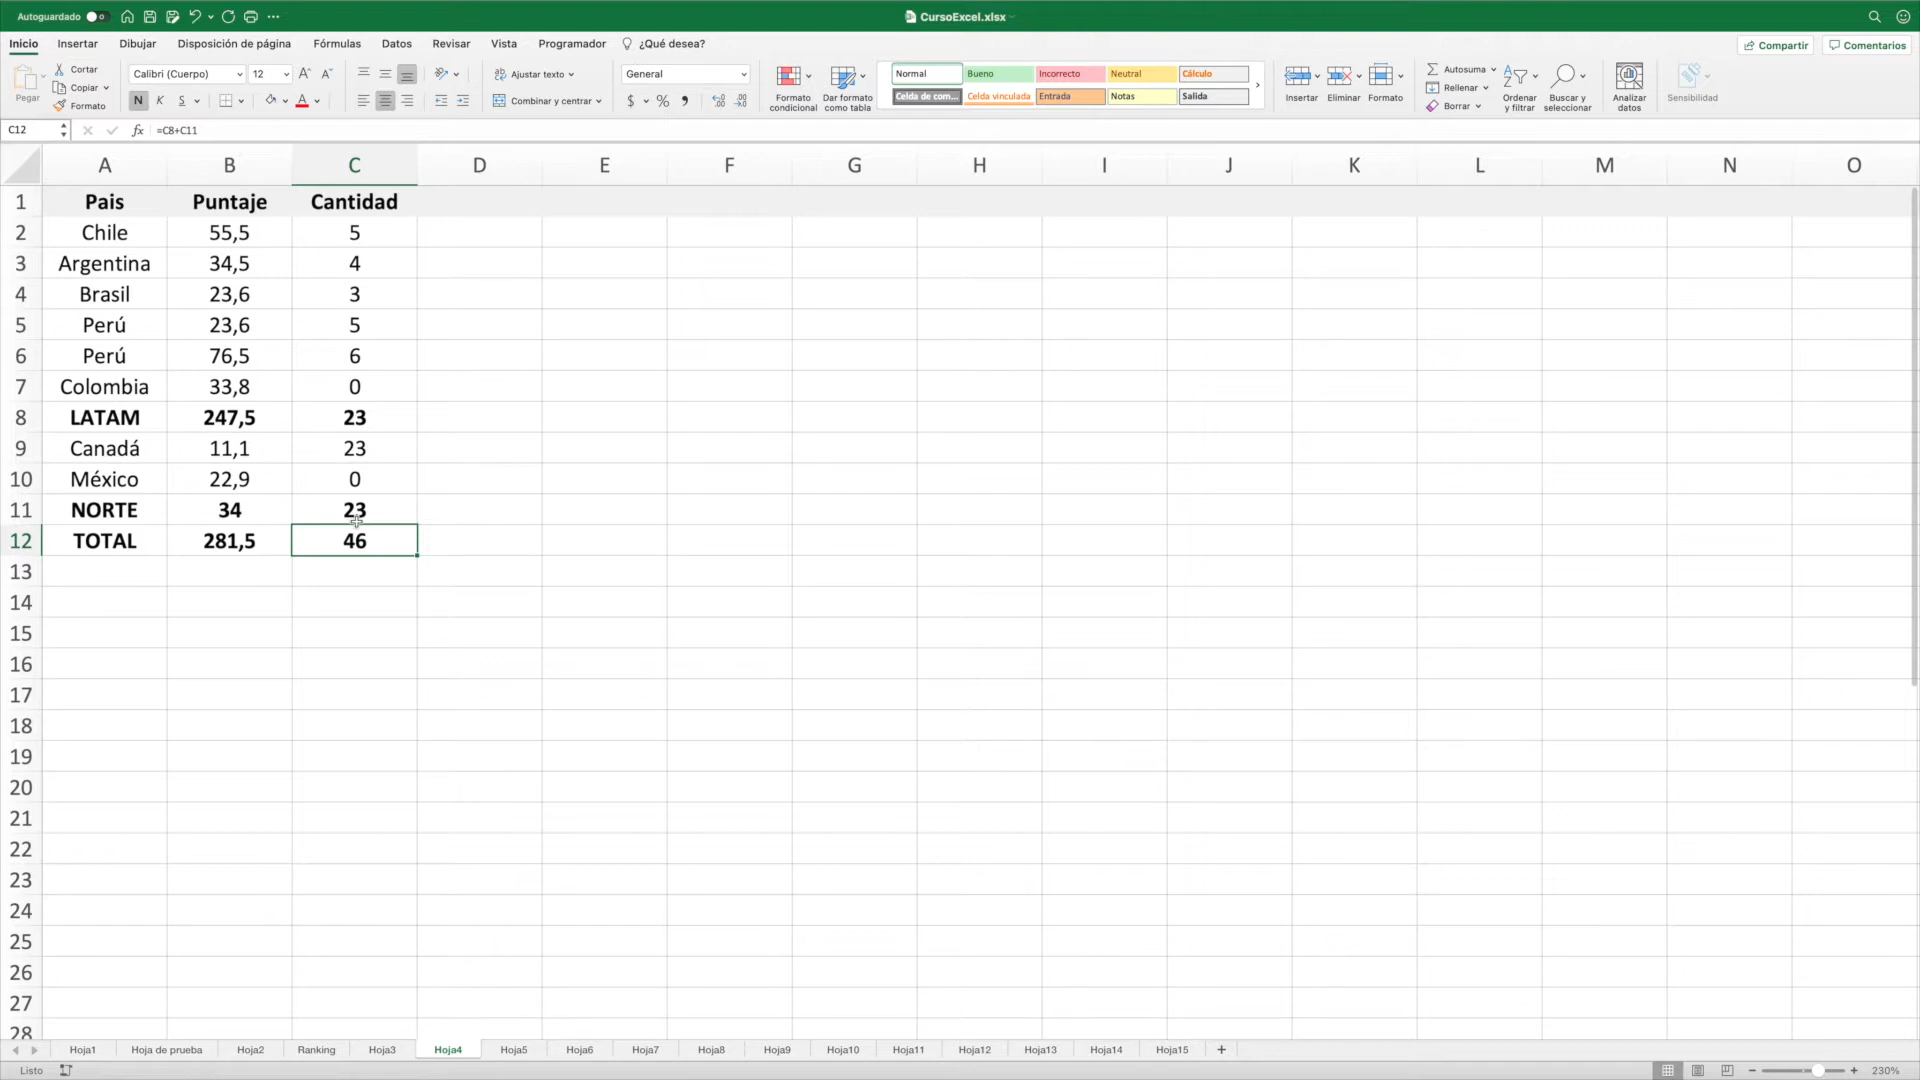 Autoguardado
CursoExcel.xlsx
Inicio Insertar Dibujar Disposición de página Fórmulas Datos Revisar Vista Programador ¿Qué desea? Compartir Comentarios
Pegar Cortar Copiar Formato
Calibri (Cuerpo) 12 A^ A˅
N K S A
ab Ajustar texto
Combinar y centrar
General
$ % ,
Formato condicional
Dar formato como tabla
Normal Bueno Incorrecto Neutral Cálculo
Celda de com... Celda vinculada Entrada Notas Salida
Insertar Eliminar Formato
Autosuma
Rellenar
Borrar
Ordenar y filtrar
Buscar y seleccionar
Analizar datos
Sensibilidad
C12 fx =C8+C11
A B C D E F G H I J K L M N O
1 Pais Puntaje Cantidad
2 Chile 55,5 5
3 Argentina 34,5 4
4 Brasil 23,6 3
5 Perú 23,6 5
6 Perú 76,5 6
7 Colombia 33,8 0
8 LATAM 247,5 23
9 Canadá 11,1 23
10 México 22,9 0
11 NORTE 34 23
12 TOTAL 281,5 46
13
14
15
16
17
18
19
20
21
22
23
24
25
26
27
28
Hoja1 Hoja de prueba Hoja2 Ranking Hoja3 Hoja4 Hoja5 Hoja6 Hoja7 Hoja8 Hoja9 Hoja10 Hoja11 Hoja12 Hoja13 Hoja14 Hoja15 +
Listo
230%